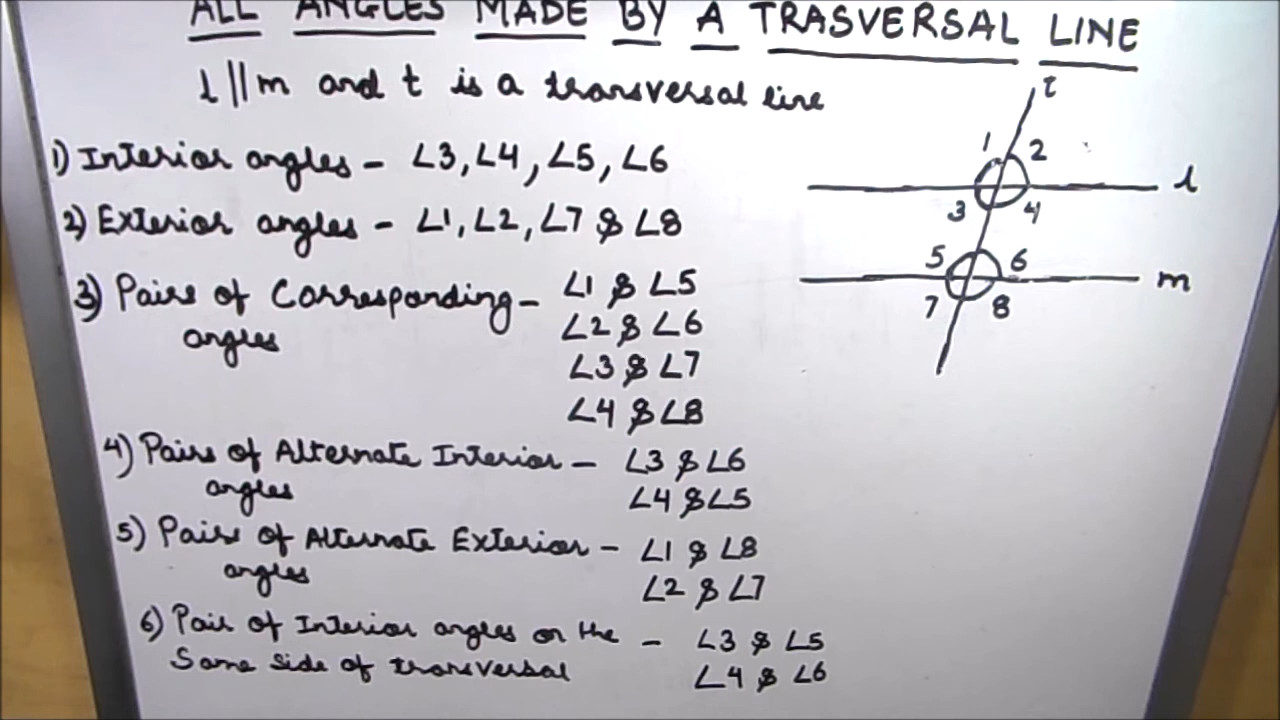 ALL ANGLES MADE BY A TRASVERSAL LINE
l || m and t is a transversal line
1) Interior angles - ∠3, ∠4, ∠5, ∠6
2) Exterior angles - ∠1, ∠2, ∠7 & ∠8
3) Pairs of Corresponding - ∠1 & ∠5
angles ∠2 & ∠6
∠3 & ∠7
∠4 & ∠8
4) Pairs of Alternate Interior - ∠3 & ∠6
angles ∠4 & ∠5
5) Pairs of Alternate Exterior - ∠1 & ∠8
angles ∠2 & ∠7
6) Pair of Interior angles on the - ∠3 & ∠5
Same side of transversal ∠4 & ∠6
t
1 2
l
3 4
5 6
m
7 8